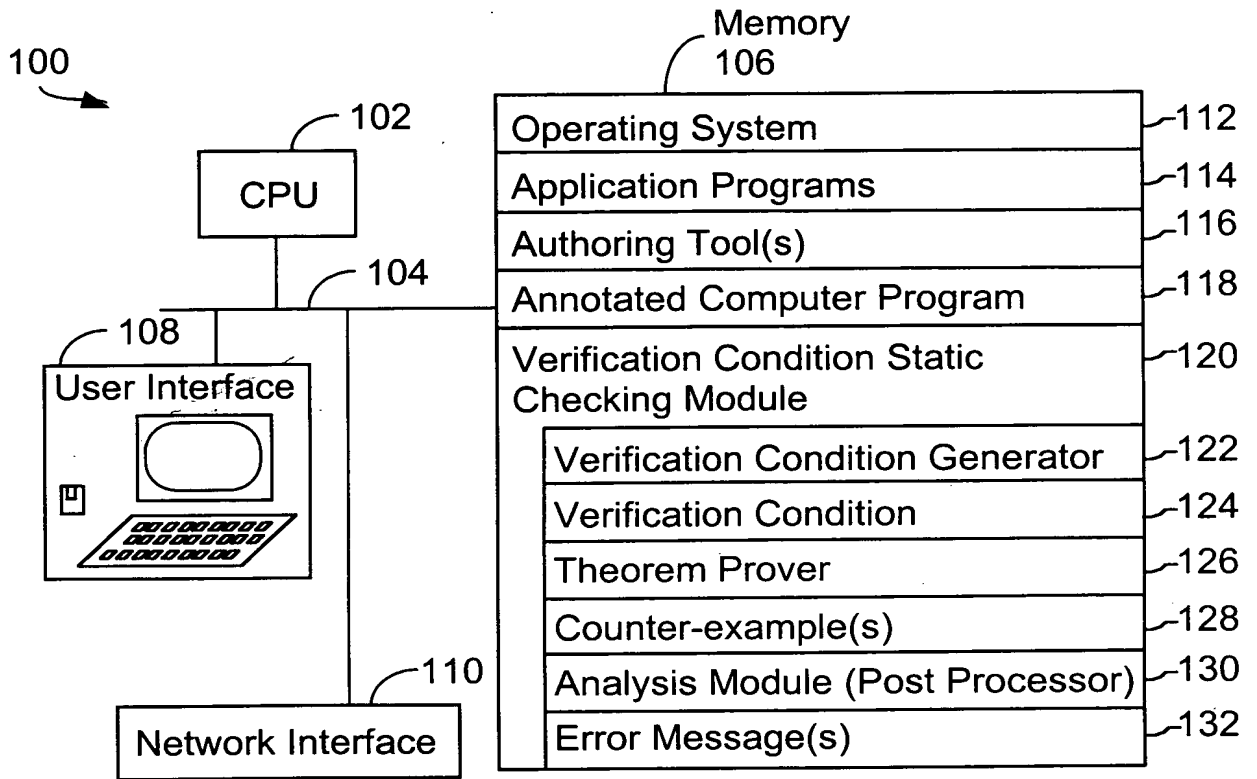 100
Memory
106
102
CPU
104
108
User Interface
110
Network Interface
Operating System
112
Application Programs
114
Authoring Tool(s)
116
Annotated Computer Program
118
Verification Condition Static
Checking Module
120
Verification Condition Generator
122
Verification Condition
124
Theorem Prover
126
Counter-example(s)
128
Analysis Module (Post Processor)
130
Error Message(s)
132